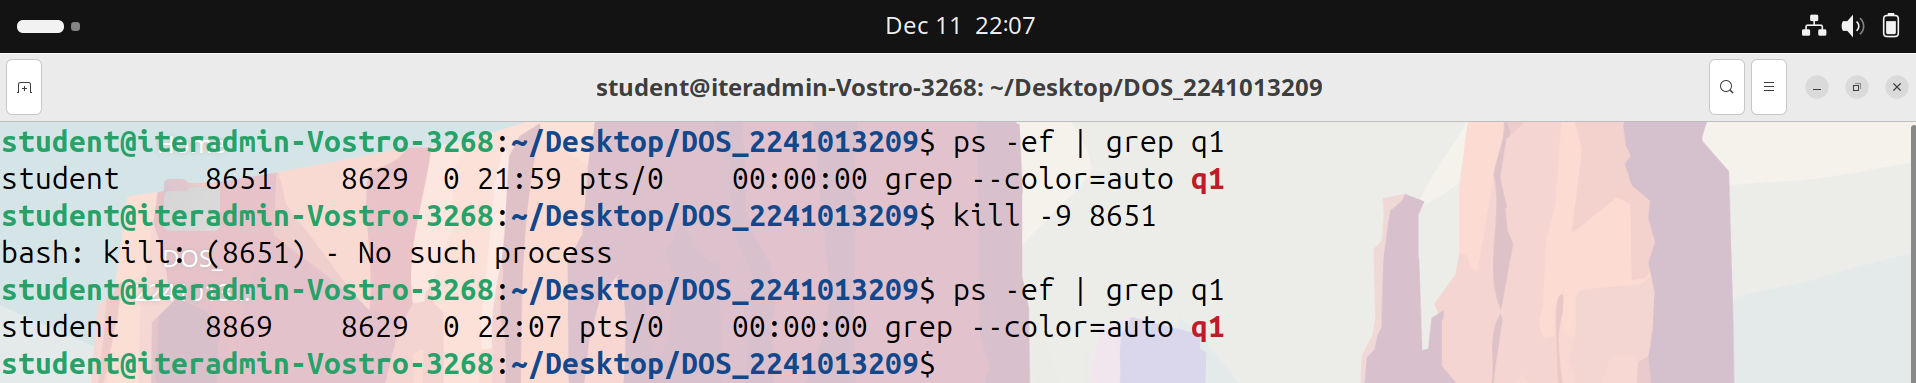 Dec 11 22:07
student@iteradmin-Vostro-3268: ~/Desktop/DOS_2241013209
student@iteradmin-Vostro-3268:~/Desktop/DOS_2241013209$ ps -ef | grep q1
student     8651    8629  0 21:59 pts/0    00:00:00 grep --color=auto q1
student@iteradmin-Vostro-3268:~/Desktop/DOS_2241013209$ kill -9 8651
bash: kill: (8651) - No such process
student@iteradmin-Vostro-3268:~/Desktop/DOS_2241013209$ ps -ef | grep q1
student     8869    8629  0 22:07 pts/0    00:00:00 grep --color=auto q1
student@iteradmin-Vostro-3268:~/Desktop/DOS_2241013209$